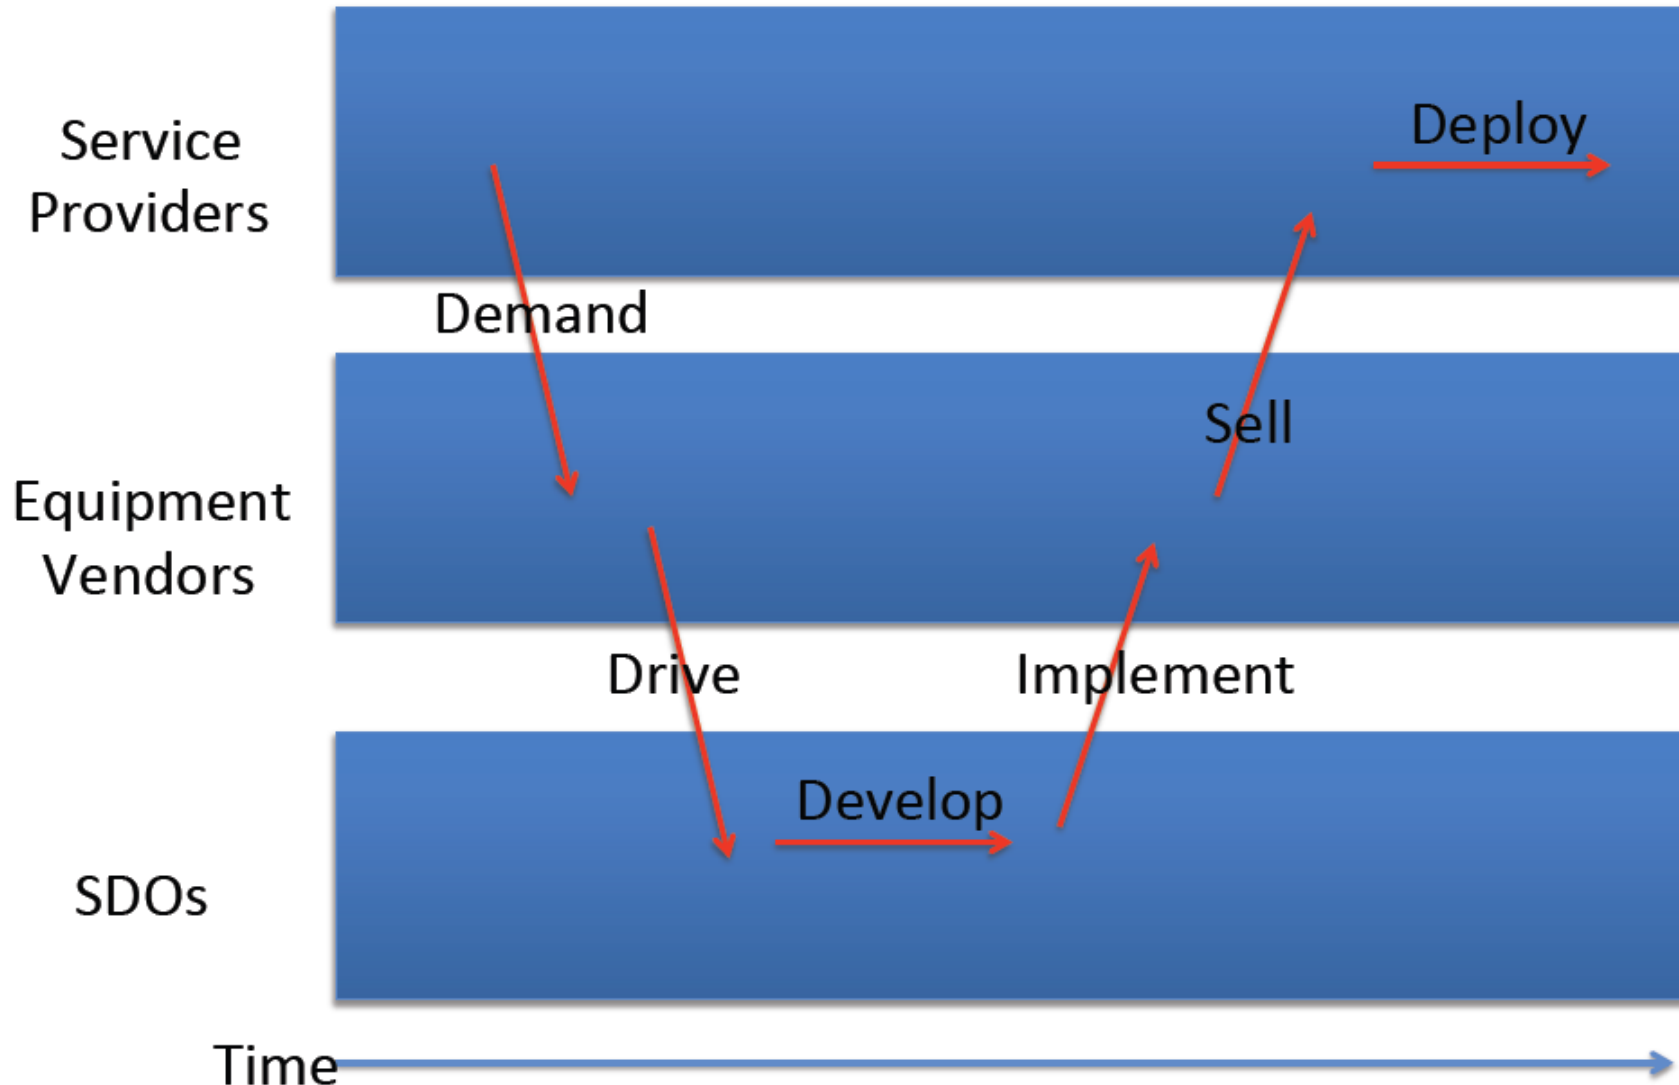 Deploy
Service
Providers
Demand
Sell
Equipment
Vendors
Drive
Implement
Develop
SDOs
Time